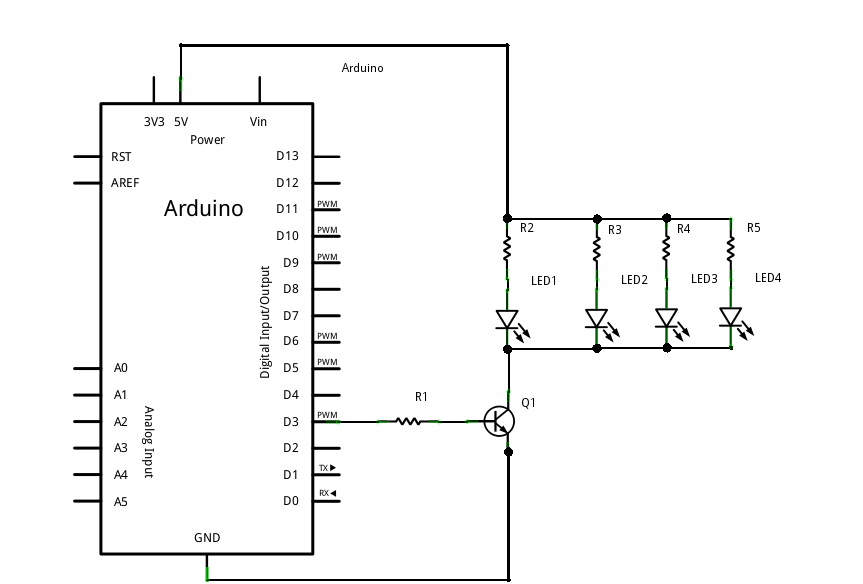 Arduino
3V3 5V Vin
Power
RST
AREF
Arduino
D13
D12
D11 PWM
D10 PWM
D9 PWM
D8
D7
D6 PWM
D5 PWM
D4
D3 PWM
D2
D1 TX
D0 RX
Digital Input/Output
A0
A1
A2
A3
A4
A5
Analog Input
GND
R1
Q1
R2
R3
R4
R5
LED1
LED2
LED3
LED4